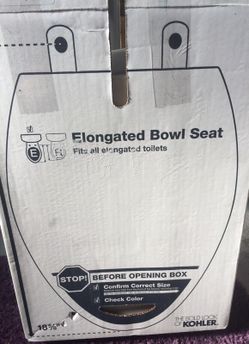 Elongated Bowl Seat
E
Fits all elongated toilets
STOP!
BEFORE OPENING BOX
Confirm Correct Size
Check Color
THE BOLD LOOK
OF KOHLER